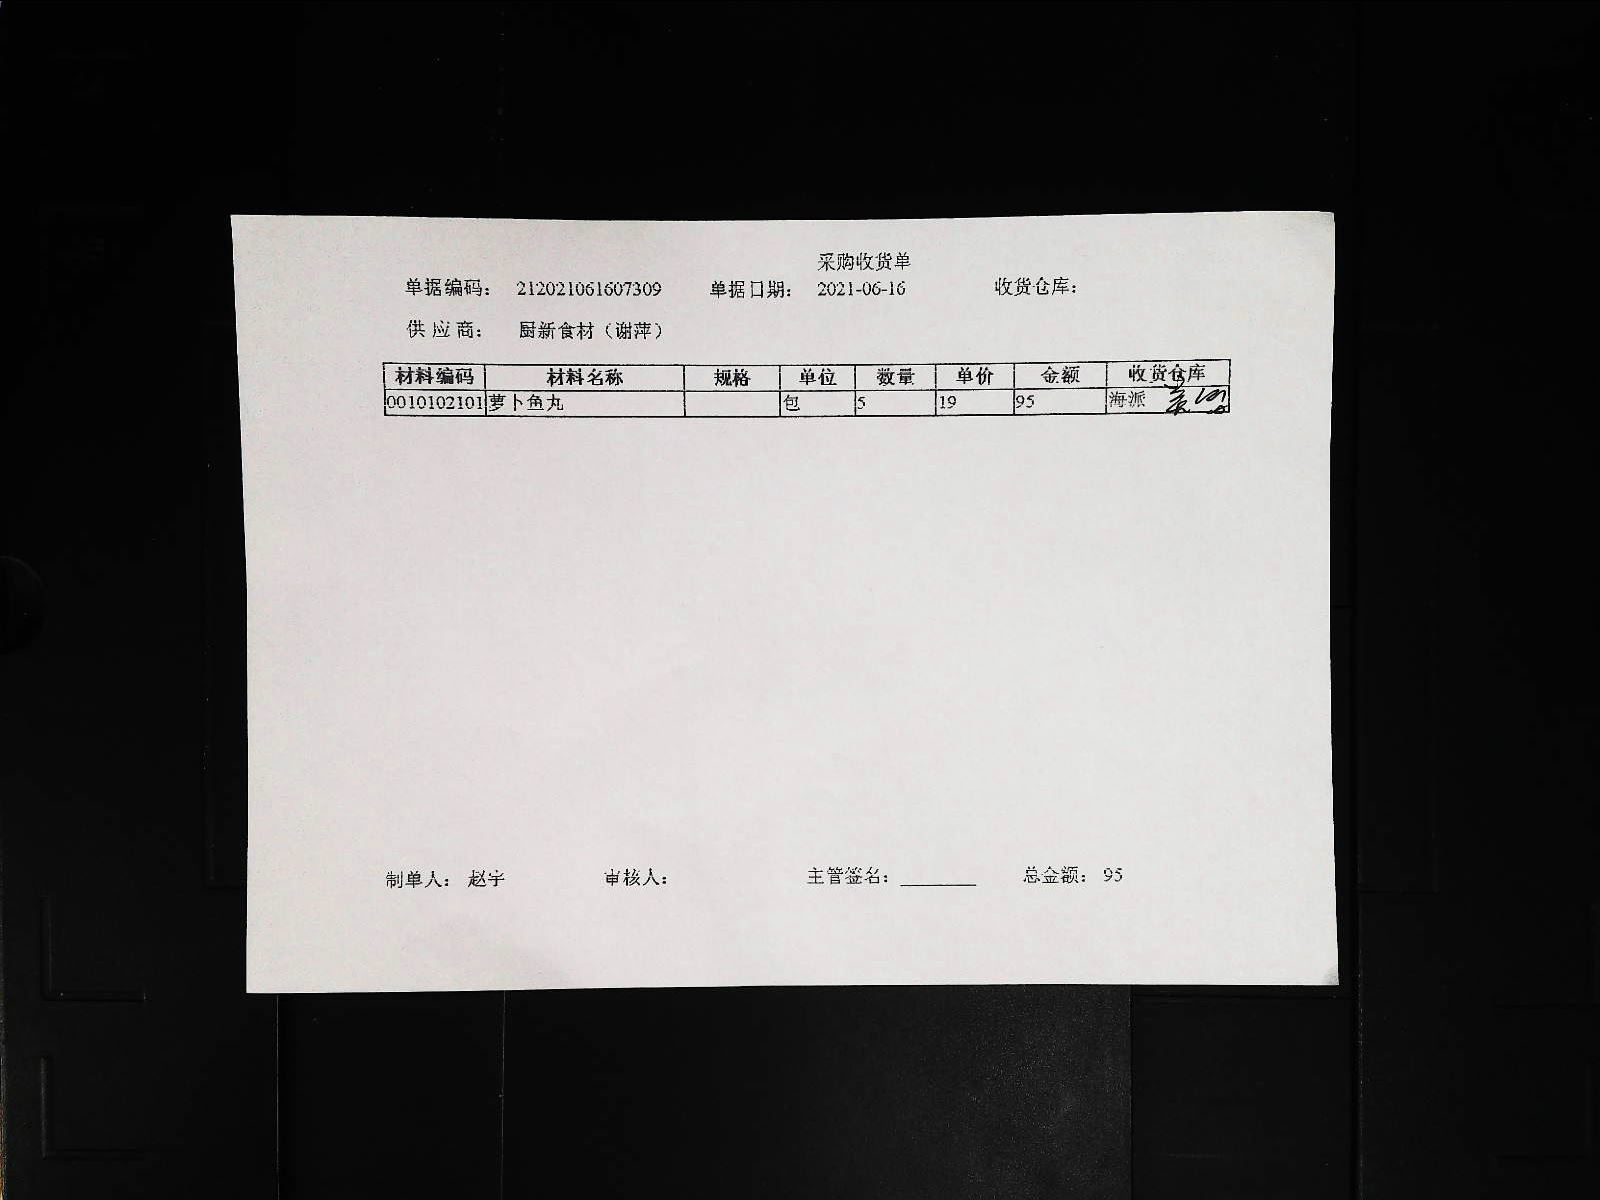 采购收货单
单据编码： 212021061607309 单据日期： 2021-06-16 收货仓库：
供 应 商： 厨新食材（谢萍）
材料编码 材料名称 规格 单位 数量 单价 金额 收货仓库
0010102101 萝卜鱼丸 包 5 19 95 海派
制单人： 赵宇 审核人： 主管签名：________ 总金额： 95